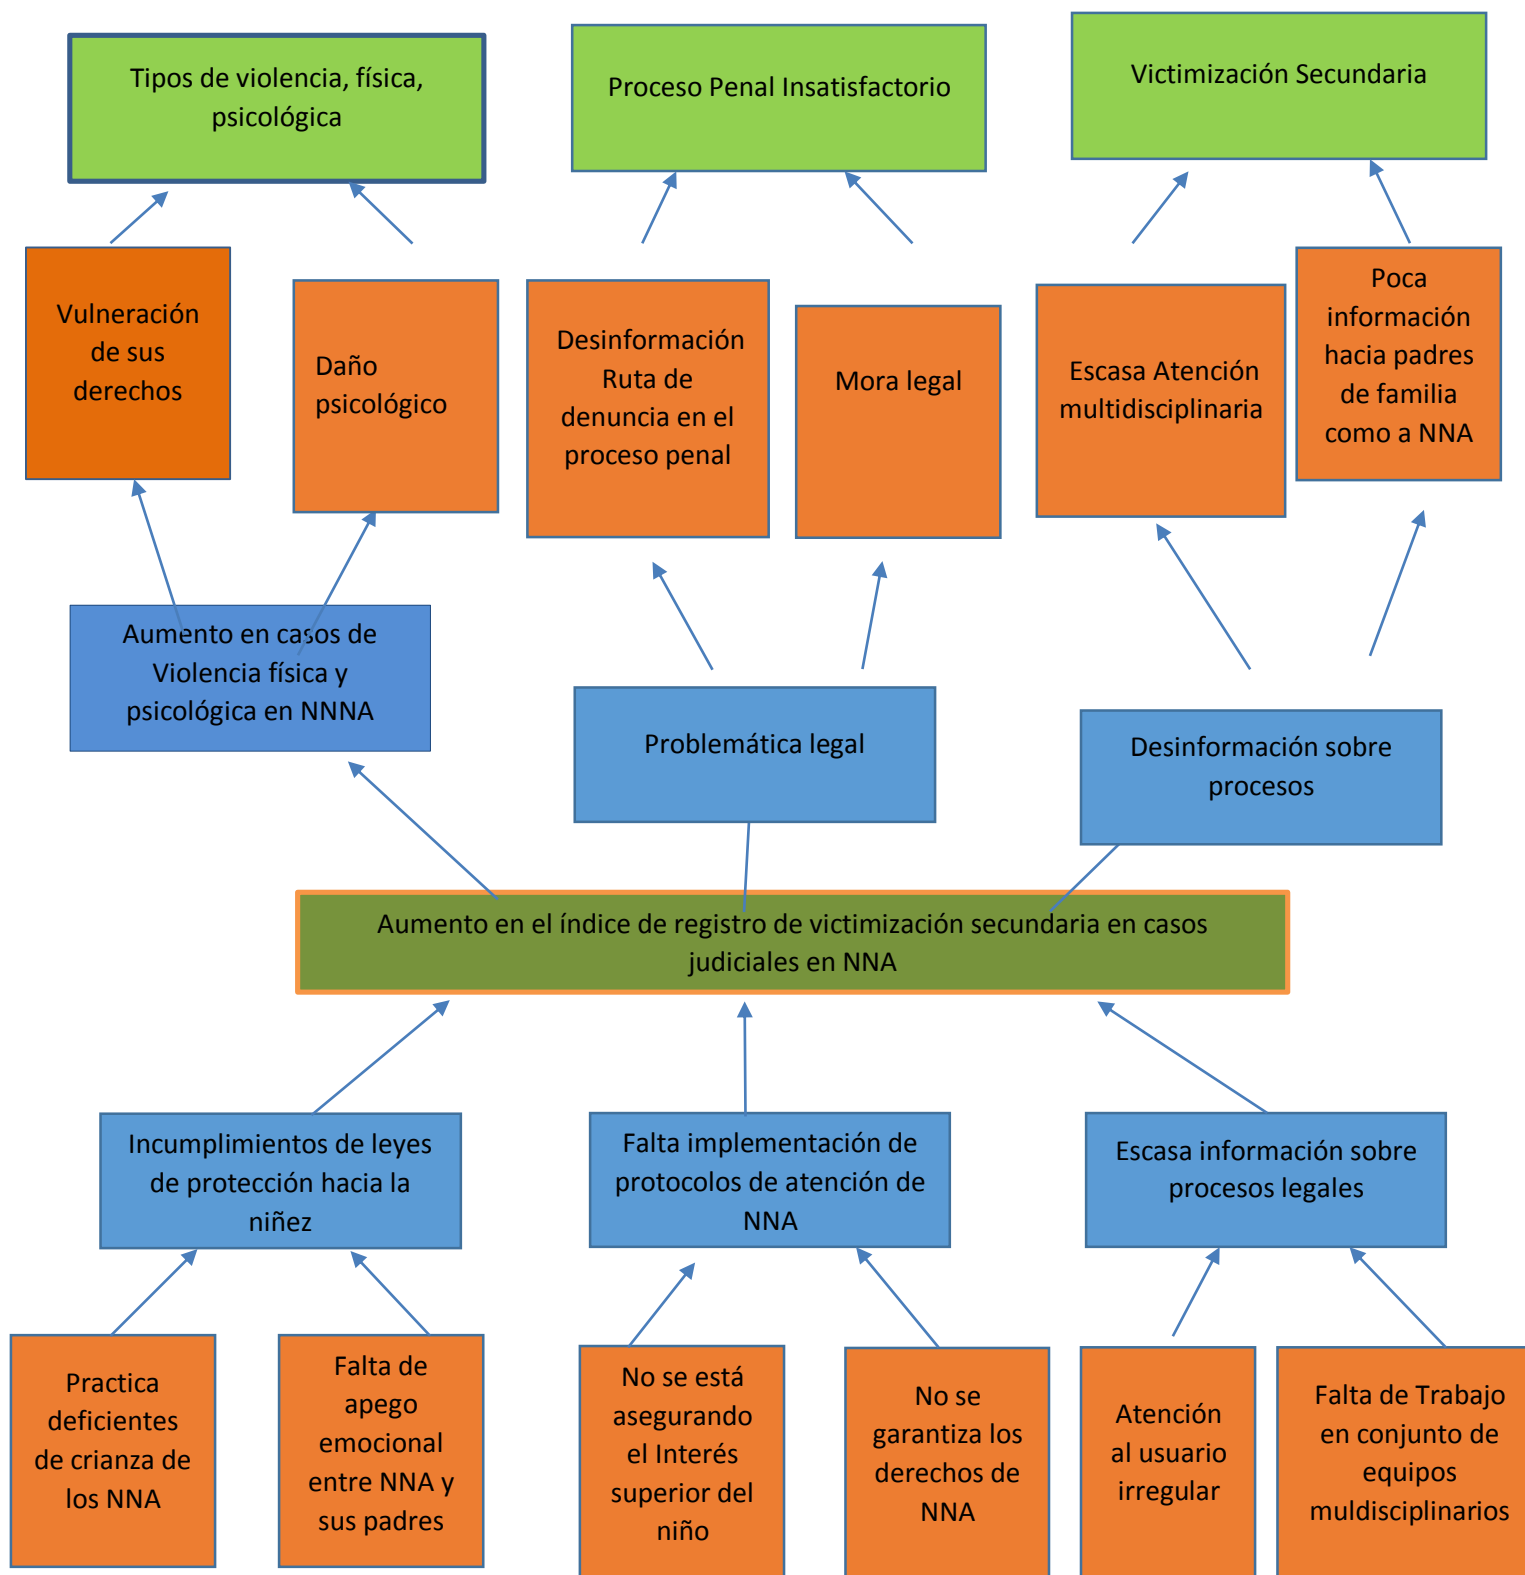 Tipos de violencia, física,
psicológica
Proceso Penal Insatisfactorio
Victimización Secundaria
Vulneración
de sus
derechos
Daño
psicológico
Desinformación
Ruta de
denuncia en el
proceso penal
Mora legal
Escasa Atención
multidisciplinaria
Poca
información
hacia padres
de familia
como a NNA
Aumento en casos de
Violencia física y
psicológica en NNNA
Problemática legal
Desinformación sobre
procesos
Aumento en el índice de registro de victimización secundaria en casos
judiciales en NNA
Incumplimientos de leyes
de protección hacia la
niñez
Falta implementación de
protocolos de atención de
NNA
Escasa información sobre
procesos legales
Practica
deficientes
de crianza de
los NNA
Falta de
apego
emocional
entre NNA y
sus padres
No se está
asegurando
el Interés
superior del
niño
No se
garantiza los
derechos de
NNA
Atención
al usuario
irregular
Falta de Trabajo
en conjunto de
equipos
muldisciplinarios